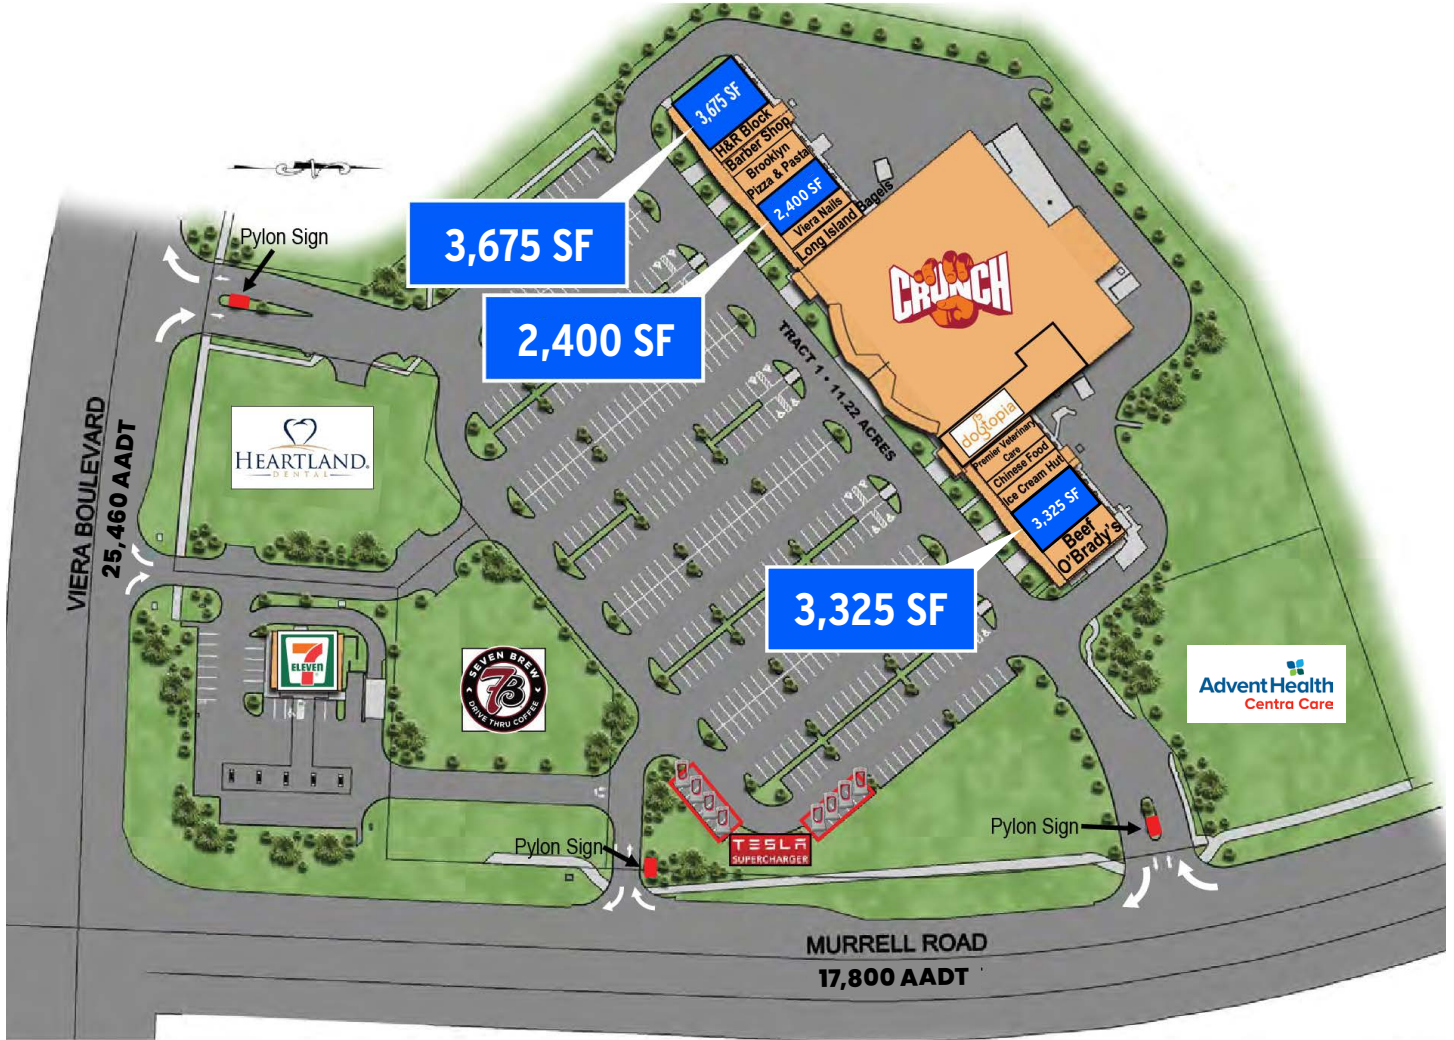 3,675 SF
H&R Block
Barber Shop
Brooklyn
Pizza & Pasta
2,400 SF
Viera Nails
Long Island Bagels
3,675 SF
2,400 SF
Pylon Sign
CRUNCH
TRACT 1 • 11.22 ACRES
dogtopia
Premier Veterinary
Care
Chinese Food
Ice Cream Hut
3,325 SF
Beef
O'Brady's
3,325 SF
HEARTLAND.
DENTAL
VIERA BOULEVARD
25,460 AADT
7
ELEVEN
SEVEN BREW
7B
DRIVE THRU COFFEE
AdventHealth
Centra Care
Pylon Sign
TESLA
SUPERCHARGER
Pylon Sign
MURRELL ROAD
17,800 AADT